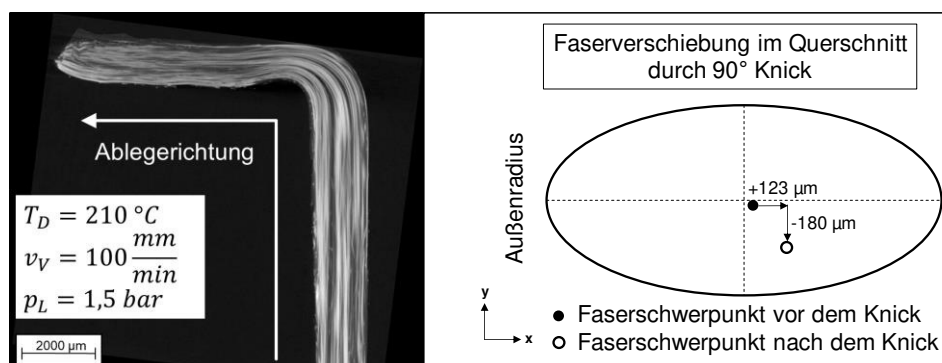 Ablegerichtung
T_D = 210 °C
v_V = 100 mm/min
p_L = 1,5 bar
2000 µm
Faserverschiebung im Querschnitt
durch 90° Knick
Außenradius
+123 µm
-180 µm
y
x
● Faserschwerpunkt vor dem Knick
○ Faserschwerpunkt nach dem Knick